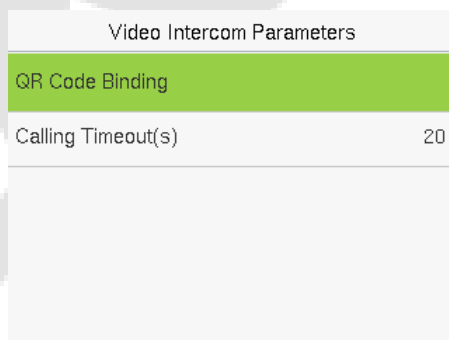 Video Intercom Parameters
QR Code Binding
Calling Timeout(s) 20